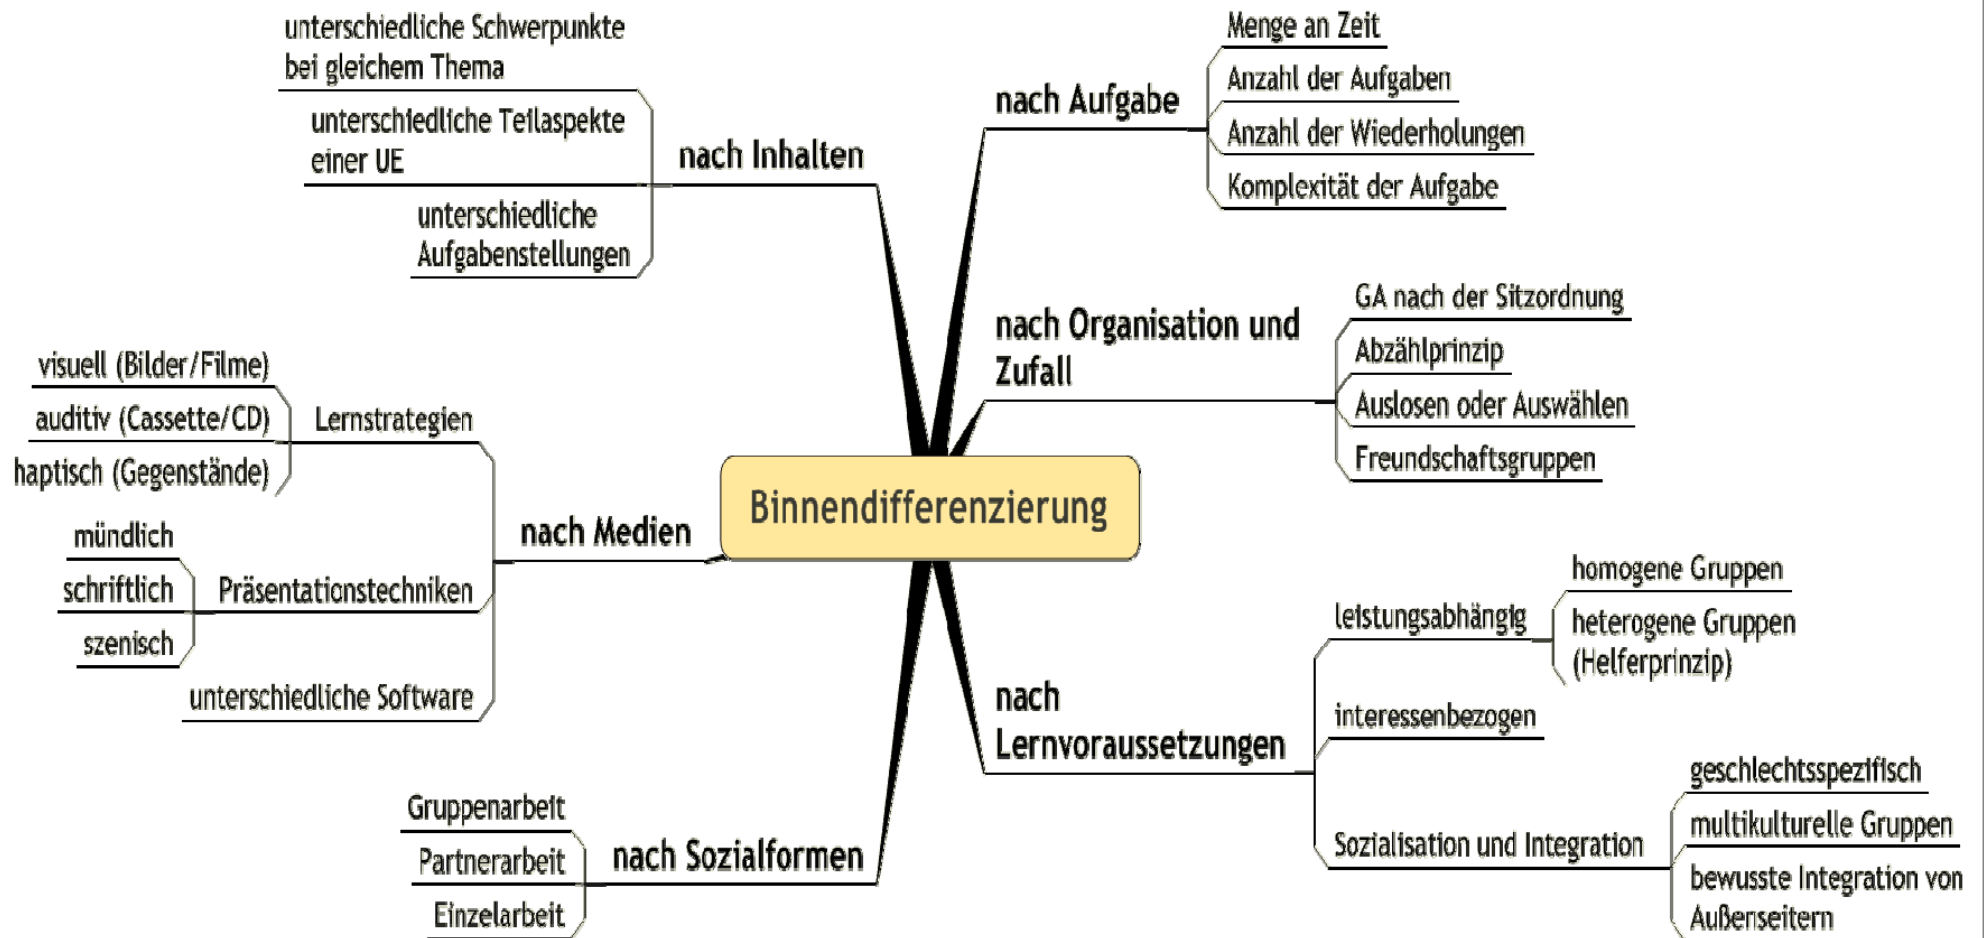 Binnendifferenzierung
nach Inhalten
unterschiedliche Schwerpunkte
bei gleichem Thema
unterschiedliche Teilaspekte
einer UE
unterschiedliche
Aufgabenstellungen
nach Medien
Lernstrategien
visuell (Bilder/Filme)
auditiv (Cassette/CD)
haptisch (Gegenstände)
Präsentationstechniken
mündlich
schriftlich
szenisch
unterschiedliche Software
nach Sozialformen
Gruppenarbeit
Partnerarbeit
Einzelarbeit
nach Aufgabe
Menge an Zeit
Anzahl der Aufgaben
Anzahl der Wiederholungen
Komplexität der Aufgabe
nach Organisation und
Zufall
GA nach der Sitzordnung
Abzählprinzip
Auslosen oder Auswählen
Freundschaftsgruppen
nach
Lernvoraussetzungen
leistungsabhängig
homogene Gruppen
heterogene Gruppen
(Helferprinzip)
interessenbezogen
Sozialisation und Integration
geschlechtsspezifisch
multikulturelle Gruppen
bewusste Integration von
Außenseitern